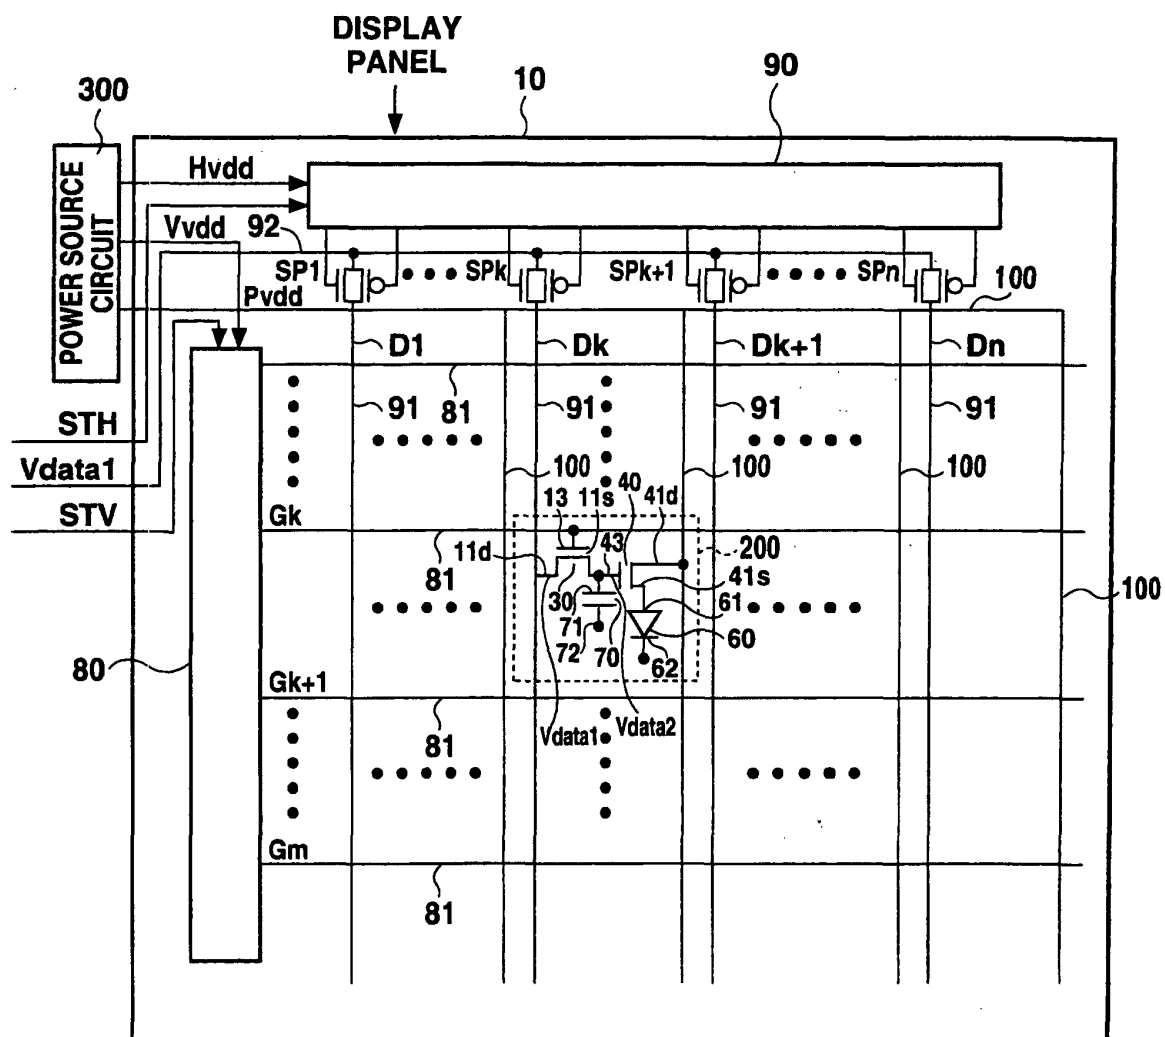 DISPLAY
PANEL
10
90
300
POWER SOURCE
CIRCUIT
Hvdd
Vvdd
92
SP1
SPk
SPk+1
SPn
Pvdd
100
D1
Dk
Dk+1
Dn
81
91
91
91
91
STH
Vdata1
STV
100
100
100
Gk
13
11s
40
41d
200
11d
43
41s
81
30
61
100
71
60
72
70
62
80
Gk+1
Vdata1
Vdata2
81
Gm
81